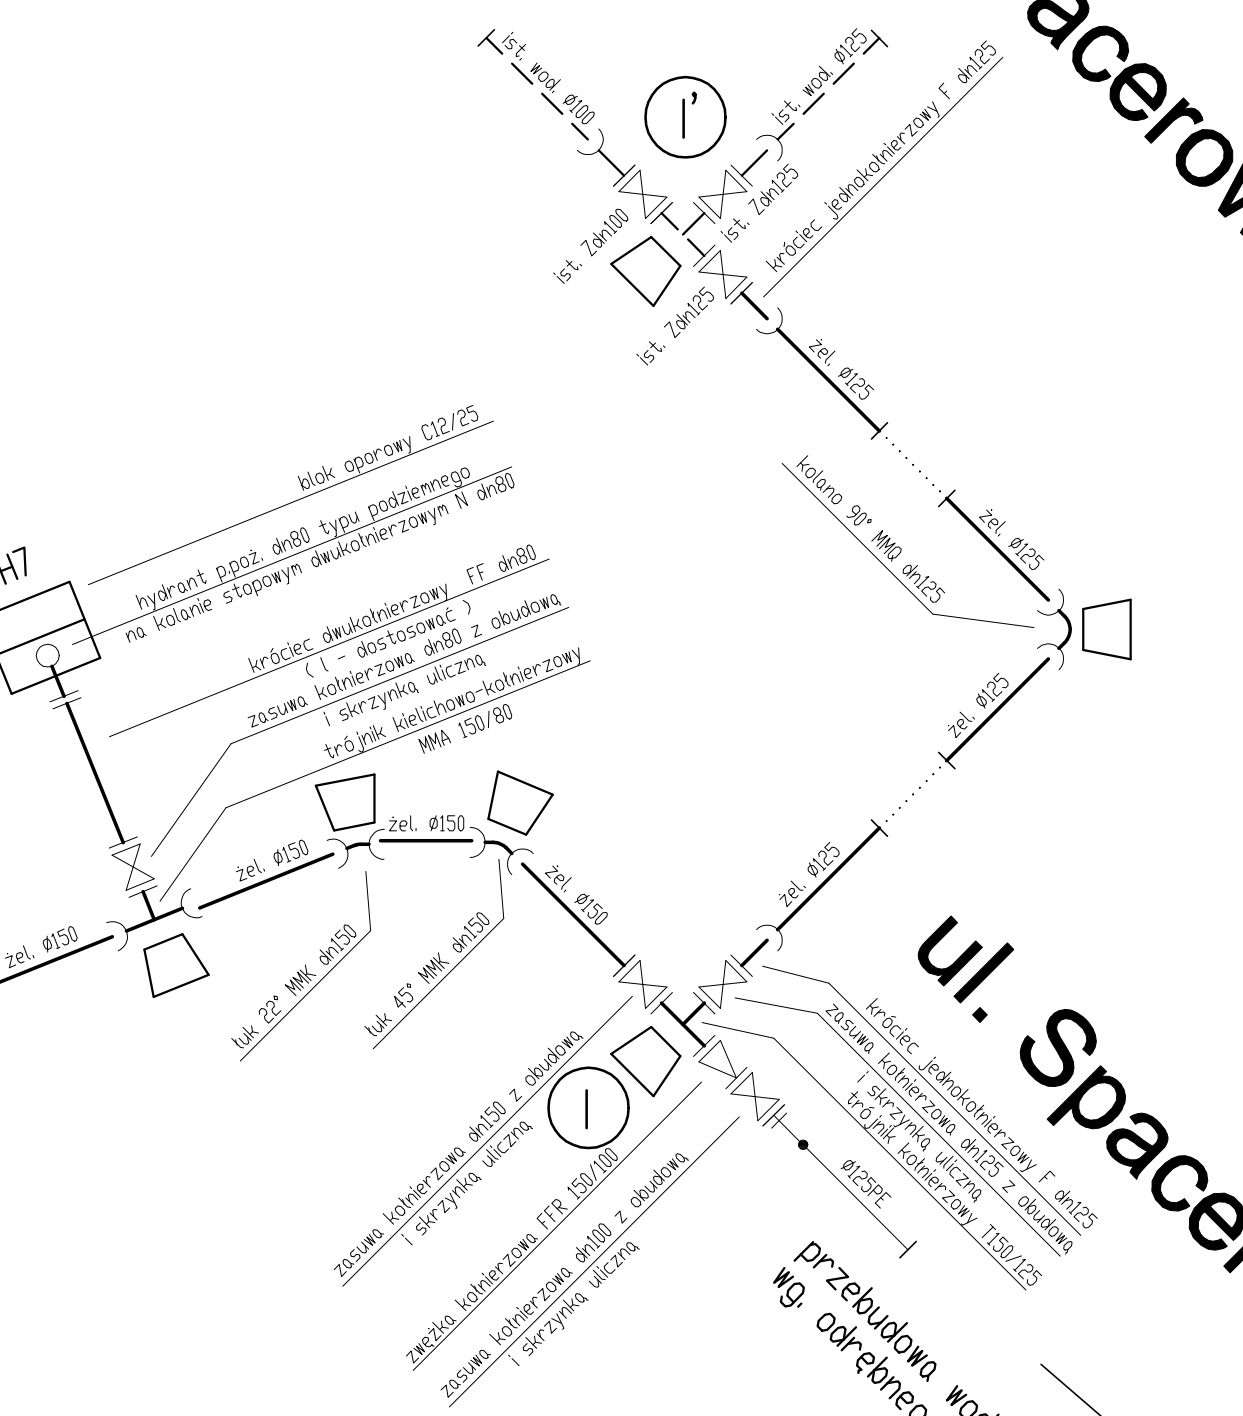 ist. wod. ø100
I'
ist. wod. ø125
króciec jednokołnierzowy F dn125
ist. Zdn100
ist. Zdn125
ist. Zdn125
żel. ø125
kolano 90° MMQ dn125
żel. ø125
żel. ø125
żel. ø125
H7
blok oporowy C12/25
hydrant p.poż. dn80 typu podziemnego
na kolanie stopowym dwukołnierzowym N dn80
króciec dwukołnierzowy FF dn80
( l - dostosować )
zasuwa kołnierzowa dn80 z obudową
i skrzynką uliczną
trójnik kielichowo-kołnierzowy
MMA 150/80
żel. ø150
żel. ø150
żel. ø150
żel. ø150
łuk 22° MMK dn150
łuk 45° MMK dn150
I
zasuwa kołnierzowa dn150 z obudową
i skrzynką uliczną
zwężka kołnierzowa FFR 150/100
zasuwa kołnierzowa dn100 z obudową
i skrzynką uliczną
króciec jednokołnierzowy F dn125
zasuwa kołnierzowa dn125 z obudową
i skrzynką uliczną
trójnik kołnierzowy T150/125
ø125PE
ul. Spacer
acerow
przebudowa wod
wg. odrębneg